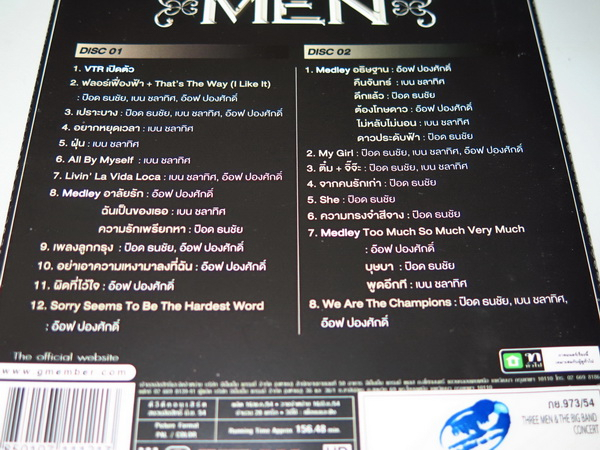 MEN
DISC 01
1. VTR เปิดตัว
2. ฟลอร์เฟื่องฟ้า + That's The Way (I Like It)
: ป๊อด ธนชัย, เบน ชลาทิศ, อ๊อฟ ปองศักดิ์
3. เปราะบาง : ป๊อด ธนชัย, อ๊อฟ ปองศักดิ์
4. อยากหยุดเวลา : เบน ชลาทิศ
5. ฝุ่น : เบน ชลาทิศ
6. All By Myself : เบน ชลาทิศ
7. Livin' La Vida Loca : เบน ชลาทิศ, อ๊อฟ ปองศักดิ์
8. Medley อาลัยรัก : อ๊อฟ ปองศักดิ์
ฉันเป็นของเธอ : เบน ชลาทิศ
ความรักเพรียกหา : ป๊อด ธนชัย
9. เพลงลูกกรุง : ป๊อด ธนชัย, อ๊อฟ ปองศักดิ์
10. อย่าเอาความเหงามาลงที่ฉัน : อ๊อฟ ปองศักดิ์
11. ผิดที่ไว้ใจ : อ๊อฟ ปองศักดิ์
12. Sorry Seems To Be The Hardest Word
: อ๊อฟ ปองศักดิ์
DISC 02
1. Medley อธิษฐาน : อ๊อฟ ปองศักดิ์
คืนจันทร์ : เบน ชลาทิศ
ดึกแล้ว : ป๊อด ธนชัย
ต้องโทษดาว : อ๊อฟ ปองศักดิ์
ไม่หลับไม่นอน : เบน ชลาทิศ
ดาวประดับฟ้า : ป๊อด ธนชัย
2. My Girl : ป๊อด ธนชัย, เบน ชลาทิศ, อ๊อฟ ปองศักดิ์
3. ติ๋ม + จี๊จ๊ะ : ป๊อด ธนชัย, เบน ชลาทิศ
4. จากคนรักเก่า : ป๊อด ธนชัย
5. She : ป๊อด ธนชัย
6. ความทรงจำสีจาง : ป๊อด ธนชัย
7. Medley Too Much So Much Very Much
: อ๊อฟ ปองศักดิ์
บุษบา : ป๊อด ธนชัย
พูดอีกที : เบน ชลาทิศ
8. We Are The Champions : ป๊อด ธนชัย, เบน ชลาทิศ,
อ๊อฟ ปองศักดิ์
The official website
www.gmember.com
ท
ทั่วไป
Picture Format
PAL / COLOR
Running Time Approx 156.48 min.
ภย.973/54
THREE MEN & THE BIG BAND
CONCERT